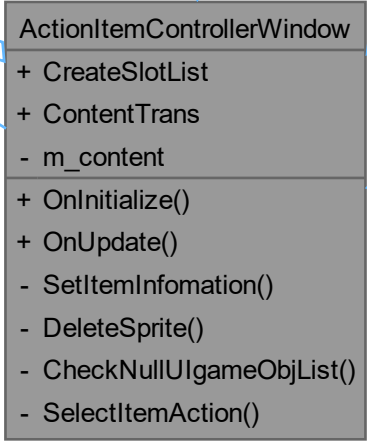 ActionItemControllerWindow
+ CreateSlotList
+ ContentTrans
- m_content
+ OnInitialize()
+ OnUpdate()
- SetItemInfomation()
- DeleteSprite()
- CheckNullUIgameObjList()
- SelectItemAction()